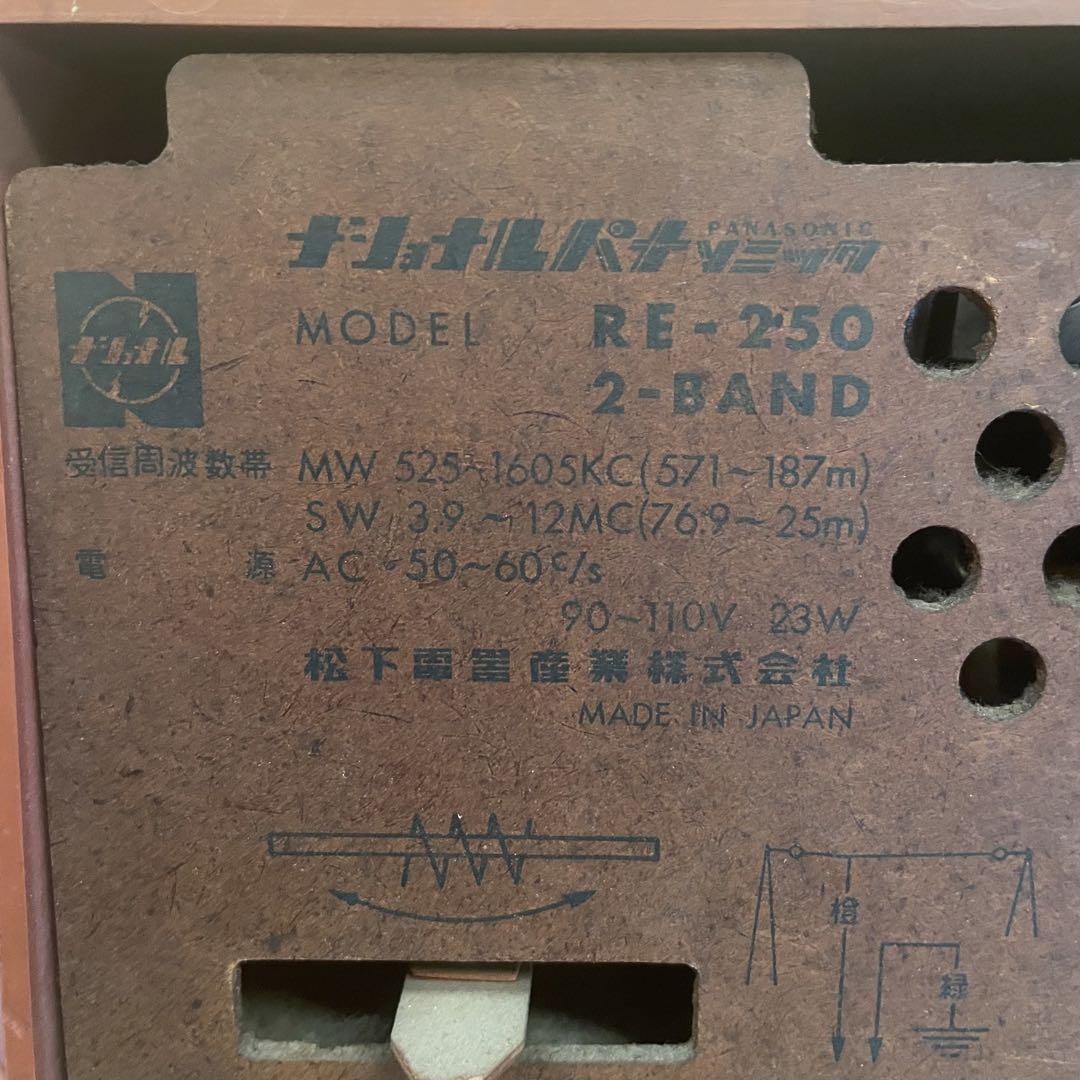 ナショナルパナソニック PANASONIC
ナショナル
MODEL RE-250
2-BAND
受信周波数帯 MW 525~1605KC(571~187m)
SW 3.9~12MC(76.9~25m)
電源 AC 50~60c/s
90~110V 23W
松下電器産業株式会社
MADE IN JAPAN
橙
緑